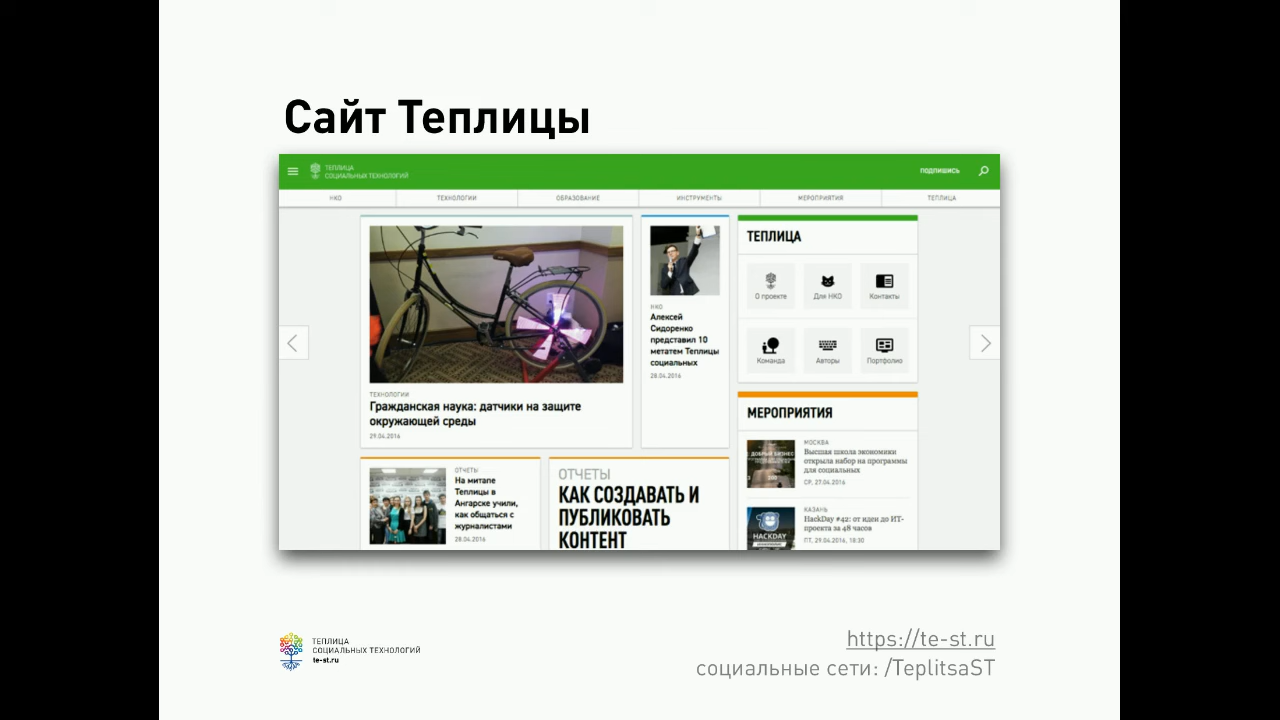 Сайт Теплицы
ТЕПЛИЦА
СОЦИАЛЬНЫХ ТЕХНОЛОГИЙ
ПОДПИШИСЬ
НКО
ТЕХНОЛОГИИ
ОБРАЗОВАНИЕ
ИНСТРУМЕНТЫ
МЕРОПРИЯТИЯ
ТЕПЛИЦА
ТЕХНОЛОГИИ
Гражданская наука: датчики на защите
окружающей среды
29.04.2016
НКО
Алексей
Сидоренко
представил 10
метатем Теплицы
социальных
28.04.2016
ТЕПЛИЦА
О проекте
Для НКО
Контакты
Команда
Авторы
Портфолио
МЕРОПРИЯТИЯ
МОСКВА
Высшая школа экономики
открыла набор на программы
для социальных
СР, 27.04.2016
КАЗАНЬ
HackDay #42: от идеи до ИТ-
проекта за 48 часов
ПТ, 29.04.2016, 18:30
HACKDAY
ОТЧЕТЫ
На митапе
Теплицы в
Ангарске учили,
как общаться с
журналистами
28.04.2016
ОТЧЕТЫ
КАК СОЗДАВАТЬ И
ПУБЛИКОВАТЬ
КОНТЕНТ
ТЕПЛИЦА
СОЦИАЛЬНЫХ ТЕХНОЛОГИЙ
te-st.ru
https://te-st.ru
социальные сети: /TeplitsaST